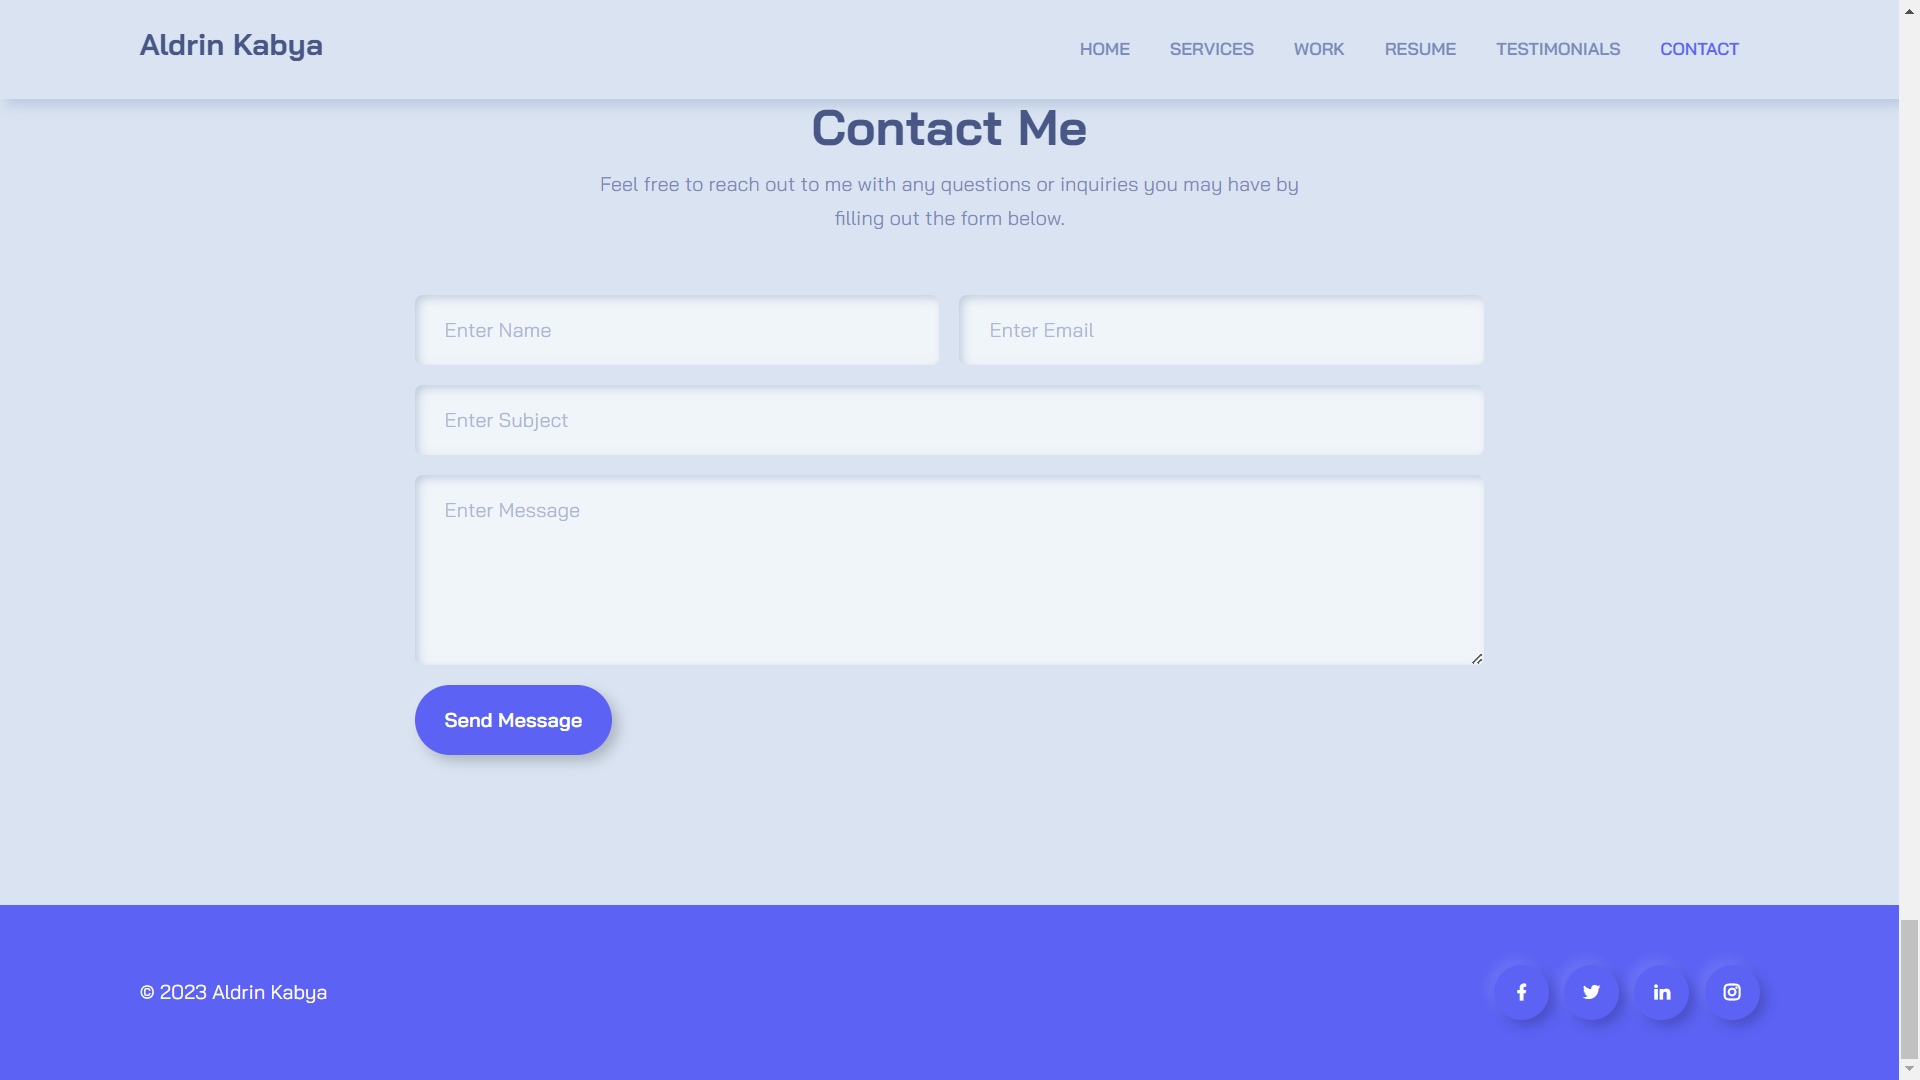 Aldrin Kabya
HOME SERVICES WORK RESUME TESTIMONIALS CONTACT
Contact Me
Feel free to reach out to me with any questions or inquiries you may have by
filling out the form below.
Enter Name
Enter Email
Enter Subject
Enter Message
Send Message
© 2023 Aldrin Kabya